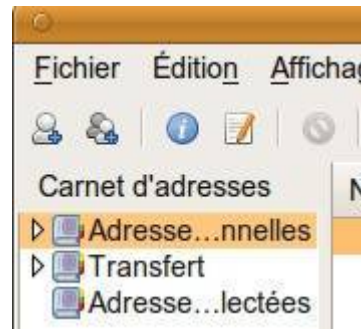 Fichier Édition Affichag
Carnet d'adresses N
Adresse...nnelles
Transfert
Adresse...lectées